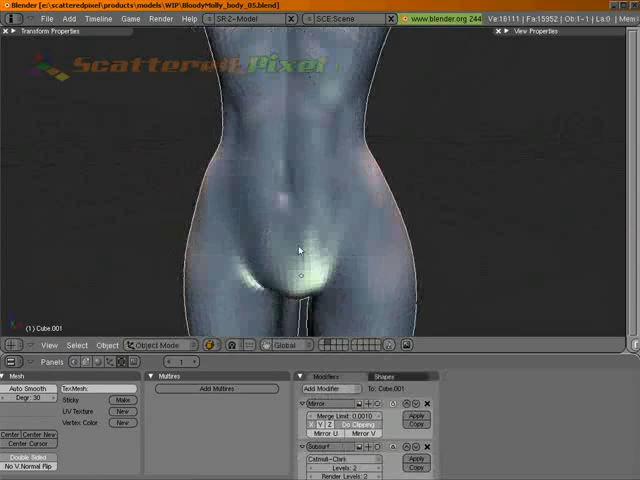 Blender [e:\scatteredpixel\products\models\WIP\BloodyMolly_body_05.blend]
File Add Timeline Game Render Help SR:2-Model SCE:Scene www.blender.org 244 Ve:18111 | Fa:15952 | Ob:
Transform Properties View Properties
Scattered Pixel
(1) Cube.001
View Select Object Object Mode Global
Panels 1
Mesh Multires Modifiers Shapes
Auto Smooth TexMesh: Add Multires Add Modifier To: Cube.001
Degr: 30 Sticky Make Mirror
UV Texture New Merge Limit: 0.0010 Apply
Vertex Color New X Y Z Do Clipping Copy
Center Center New Mirror U Mirror V
Center Cursor Subsurf
Double Sided Catmull-Clark Apply
No V.Normal Flip Levels: 2 Copy
Render Levels: 2